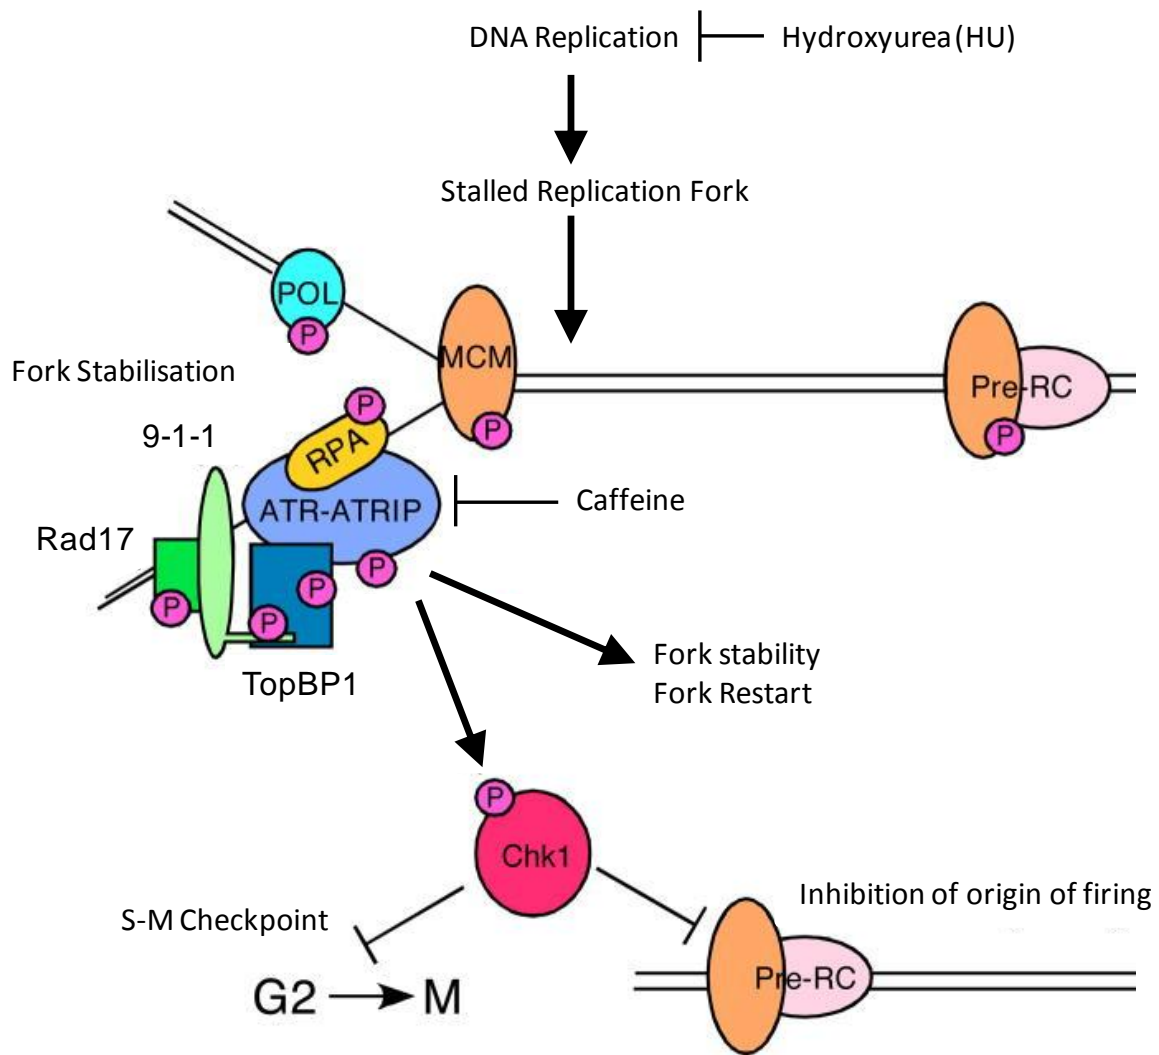 DNA Replication
Hydroxyurea (HU)
Stalled Replication Fork
POL
P
Fork Stabilisation
MCM
P
Pre-RC
P
9-1-1
P
RPA
ATR-ATRIP
Caffeine
Rad17
P
P
P
P
TopBP1
Fork stability
Fork Restart
P
Chk1
S-M Checkpoint
Inhibition of origin of firing
G2
M
Pre-RC